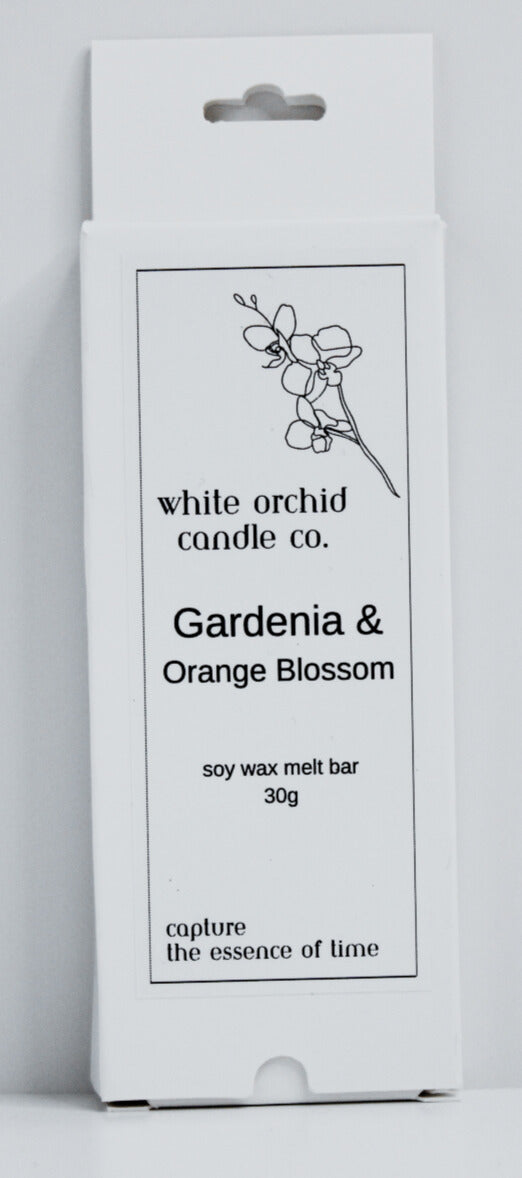 white orchid
candle co.
Gardenia &
Orange Blossom
soy wax melt bar
30g
capture
the essence of time